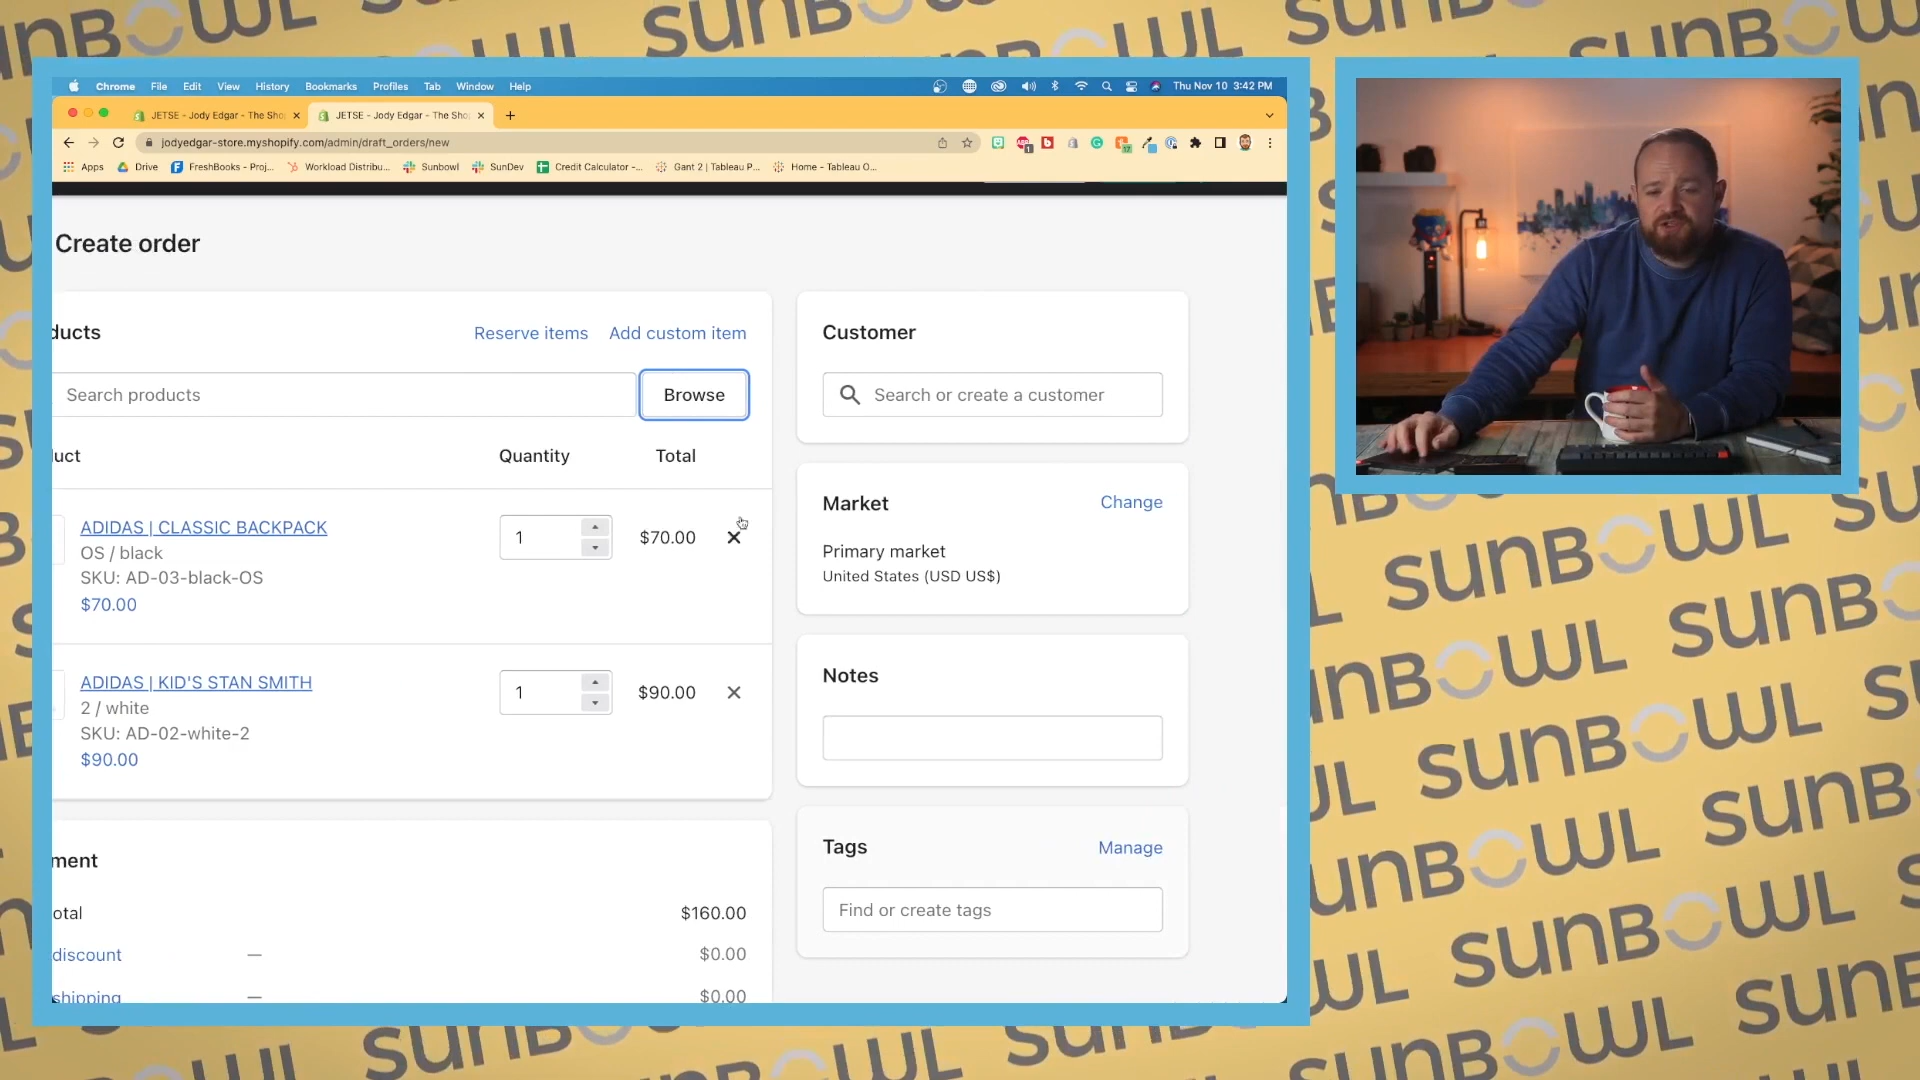 sunBOWL
Chrome File Edit View History Bookmarks Profiles Tab Window Help
Thu Nov 10 3:42 PM
JETSE - Jody Edgar - The Sho
JETSE - Jody Edgar - The Sho
jodyedgar-store.myshopify.com/admin/draft_orders/new
Apps Drive FreshBooks - Proj... Workload Distribu... Sunbowl SunDev Credit Calculator -... Gant 2 | Tableau P... Home - Tableau O...
Create order
ducts
Reserve items Add custom item
Search products
Browse
uct Quantity Total
ADIDAS | CLASSIC BACKPACK
OS / black
SKU: AD-03-black-OS
$70.00
1
$70.00
ADIDAS | KID'S STAN SMITH
2 / white
SKU: AD-02-white-2
$90.00
1
$90.00
ment
otal $160.00
discount — $0.00
shipping — $0.00
Customer
Search or create a customer
Market Change
Primary market
United States (USD US$)
Notes
Tags Manage
Find or create tags
sunBOWL
sunBOWL
sunBOWL
sunBOWL
sunBOWL